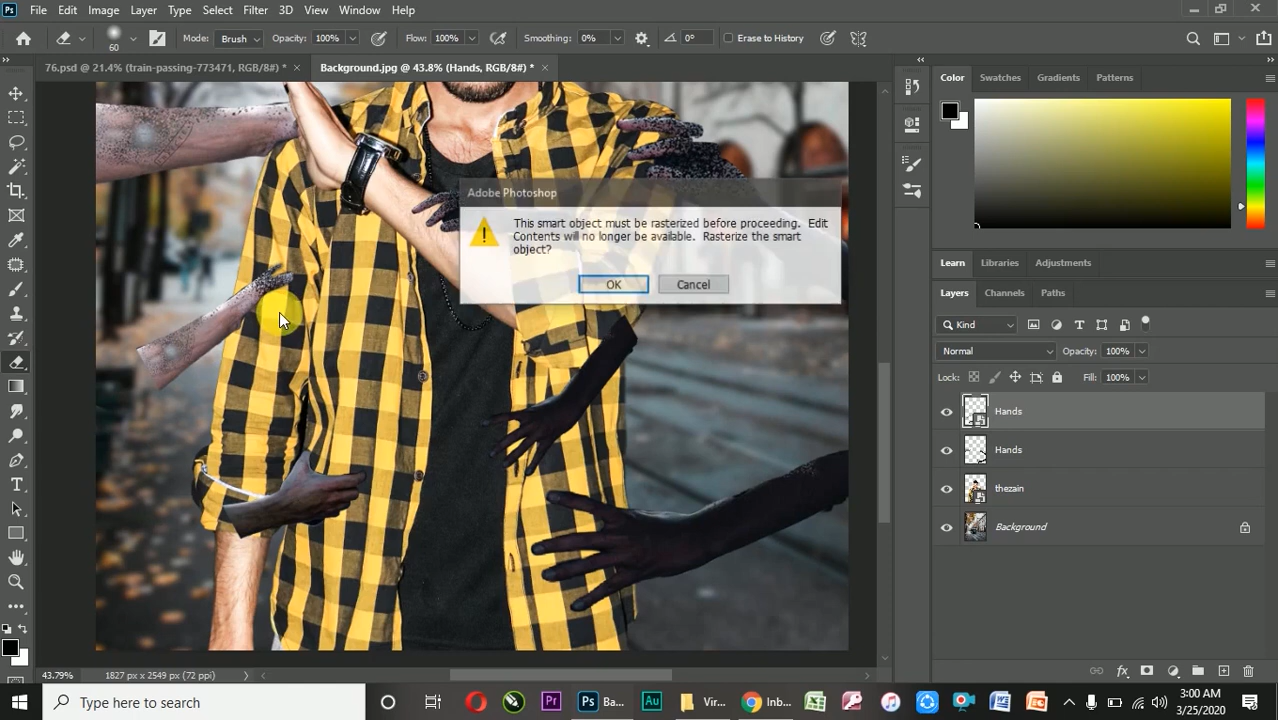 Ps File Edit Image Layer Type Select Filter 3D View Window Help
60 Mode: Brush Opacity: 100% Flow: 100% Smoothing: 0% 0° Erase to History
76.psd @ 21.4% (train-passing-773471, RGB/8#) * × Background.jpg @ 43.8% (Hands, RGB/8#) * ×
Color Swatches Gradients Patterns
Adobe Photoshop
This smart object must be rasterized before proceeding. Edit
Contents will no longer be available. Rasterize the smart
object?
OK Cancel
Learn Libraries Adjustments
Layers Channels Paths
Kind
Normal Opacity: 100%
Lock: Fill: 100%
Hands
Hands
thezain
Background
43.79% 1827 px x 2549 px (72 ppi)
Type here to search
Pr Ps Ba... Au Vir... Inb...
3:00 AM
3/25/2020